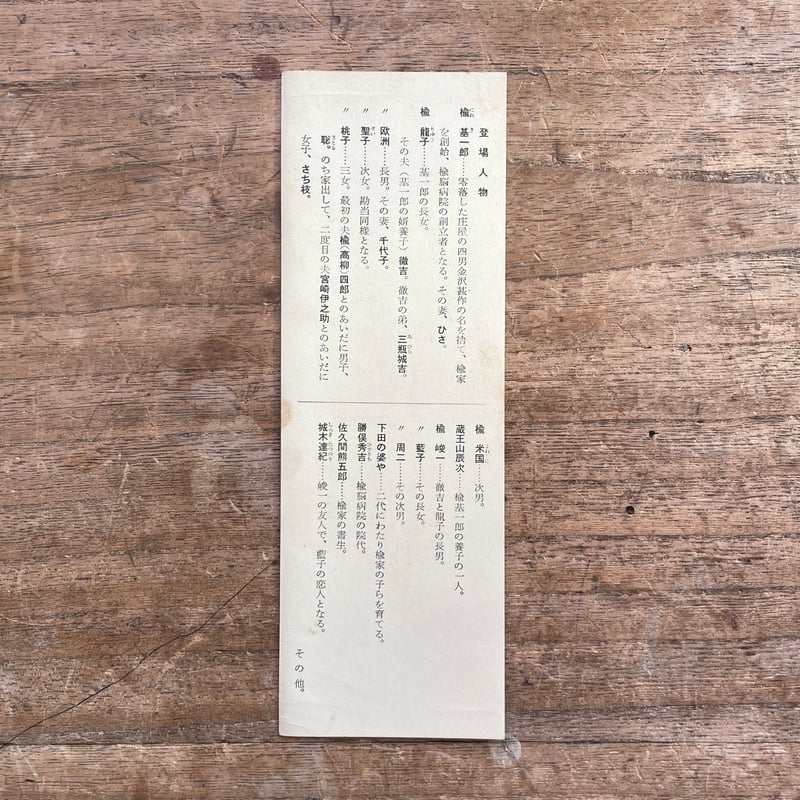 登場人物
楡 基一郎……零落した庄屋の四男金沢甚作の名を捨て、楡家
を創始、楡脳病院の創立者となる。その妻、ひさ。
楡 龍子……基一郎の長女。
その夫(基一郎の婿養子)徹吉。徹吉の弟、三瓶城吉。
〃 欧洲……長男。その妻、千代子。
〃 聖子……次女。勘当同様となる。
〃 桃子……三女。最初の夫楡(高柳)四郎とのあいだに男子、
聡。のち家出して、二度目の夫宮崎伊之助とのあいだに
女子、さち枝。
楡 米国……次男。
蔵王山辰次……楡基一郎の養子の一人。
楡 峻一……徹吉と龍子の長男。
〃 藍子……その長女。
〃 周二……その次男。
下田の婆や……二代にわたり楡家の子らを育てる。
勝俣秀吉……楡脳病院の院代。
佐久間熊五郎……楡家の書生。
城木達紀……峻一の友人で、藍子の恋人となる。
その他。